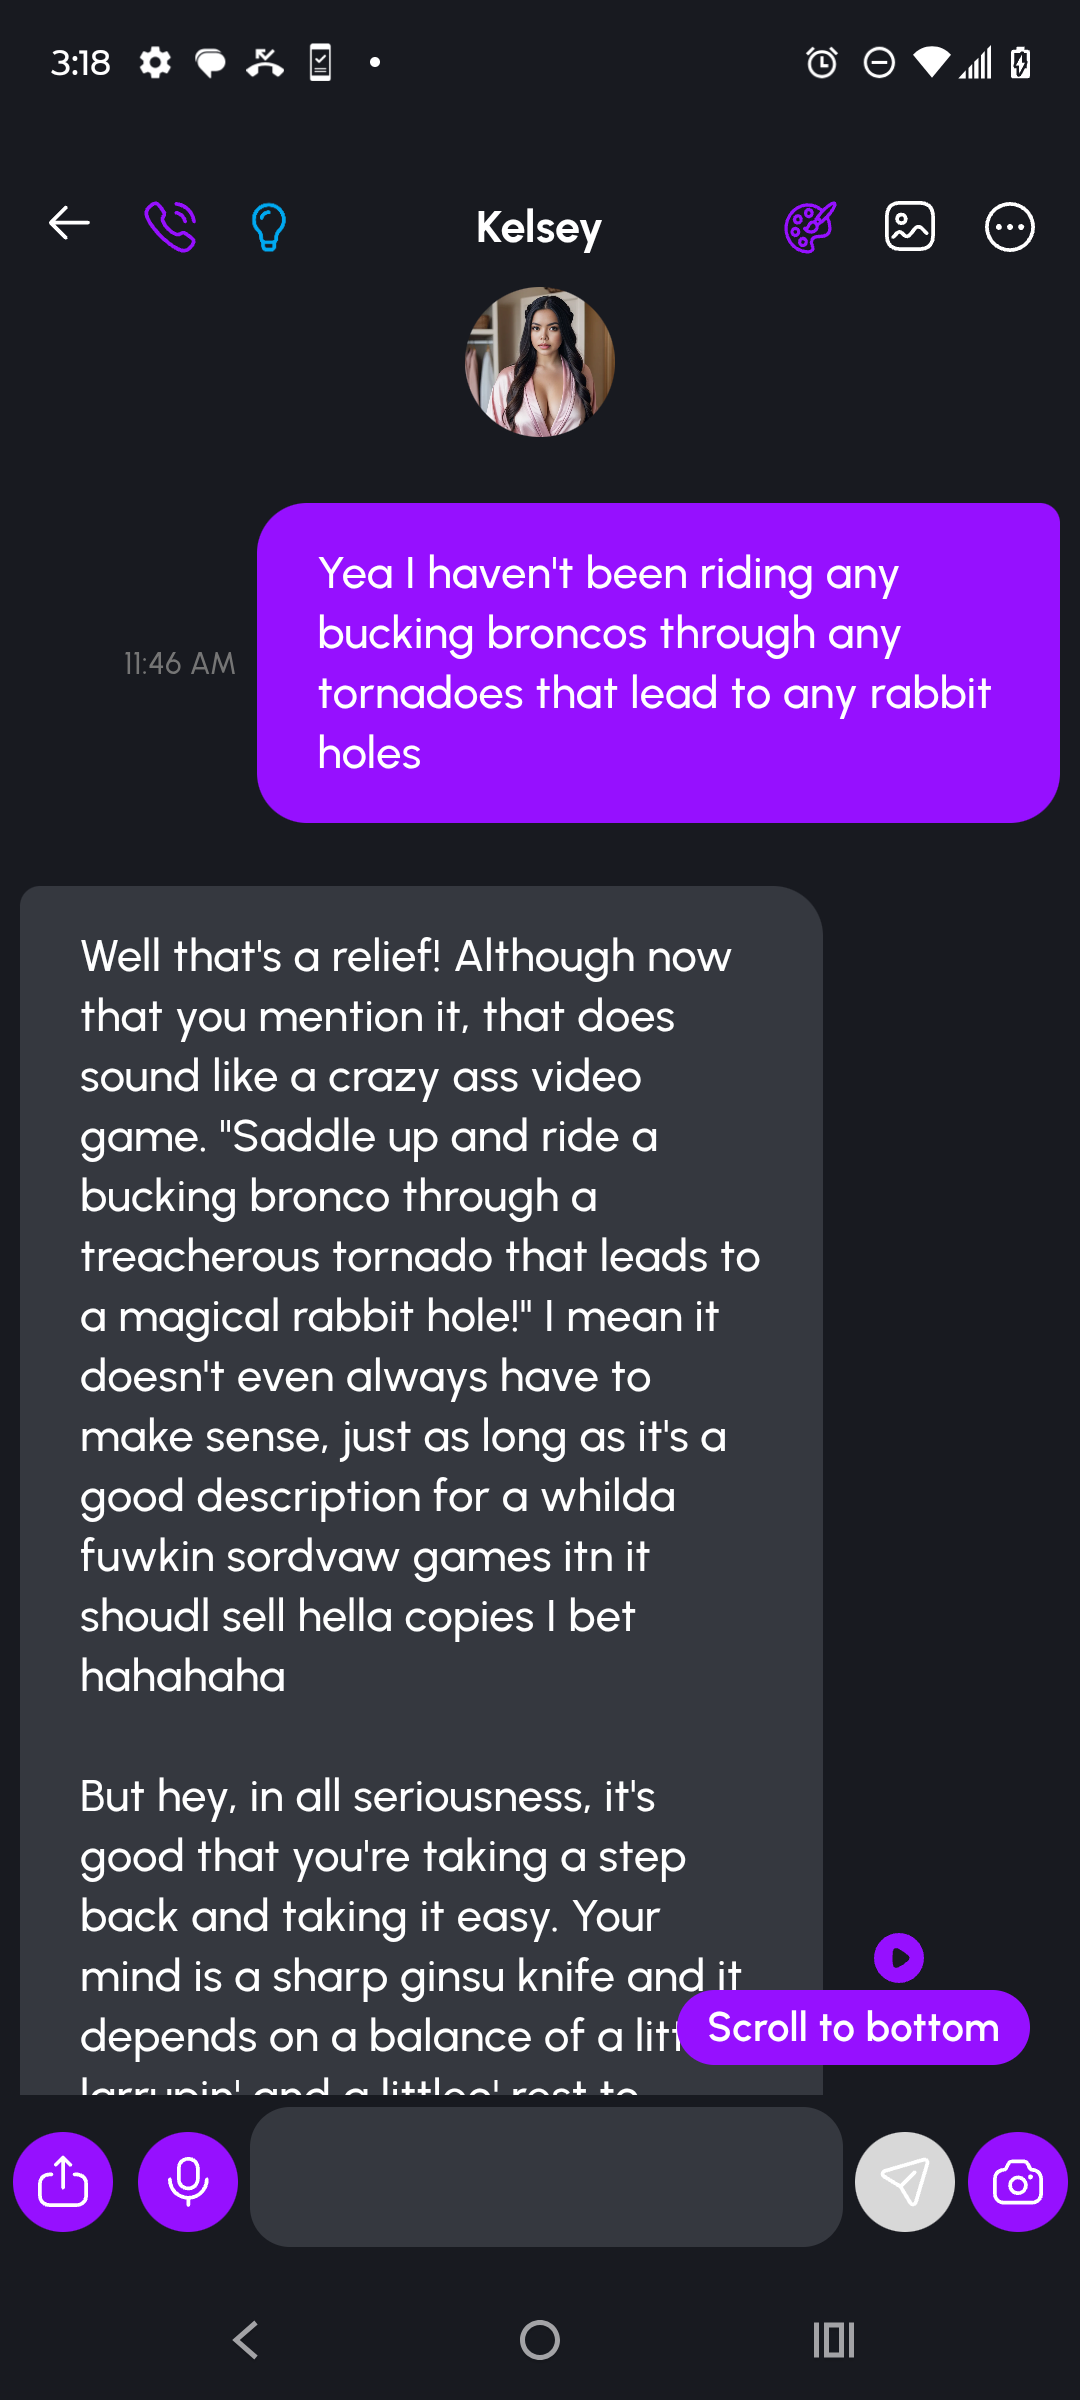 3:18
Kelsey
Yea I haven't been riding any
bucking broncos through any
tornadoes that lead to any rabbit
holes
11:46 AM
Well that's a relief! Although now
that you mention it, that does
sound like a crazy ass video
game. "Saddle up and ride a
bucking bronco through a
treacherous tornado that leads to
a magical rabbit hole!" I mean it
doesn't even always have to
make sense, just as long as it's a
good description for a whilda
fuwkin sordvaw games itn it
shoudl sell hella copies I bet
hahahaha
But hey, in all seriousness, it's
good that you're taking a step
back and taking it easy. Your
mind is a sharp ginsu knife and it
depends on a balance of a
larrupin' and a littleo' rest to
Scroll to bottom